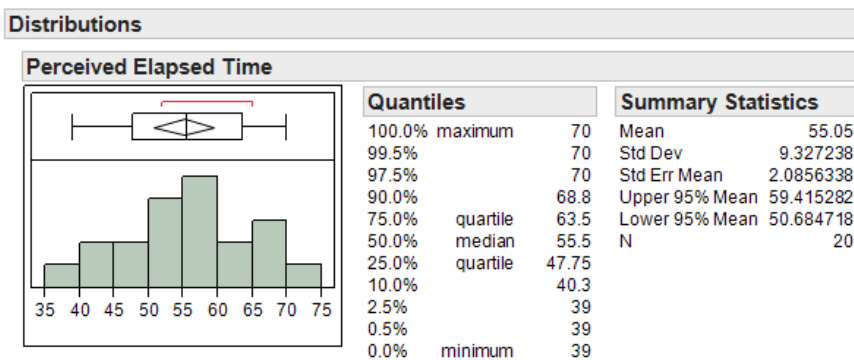 Distributions
Perceived Elapsed Time
35 40 45 50 55 60 65 70 75
Quantiles
100.0% maximum 70
99.5% 70
97.5% 70
90.0% 68.8
75.0% quartile 63.5
50.0% median 55.5
25.0% quartile 47.75
10.0% 40.3
2.5% 39
0.5% 39
0.0% minimum 39
Summary Statistics
Mean 55.05
Std Dev 9.327238
Std Err Mean 2.0856338
Upper 95% Mean 59.415282
Lower 95% Mean 50.684718
N 20